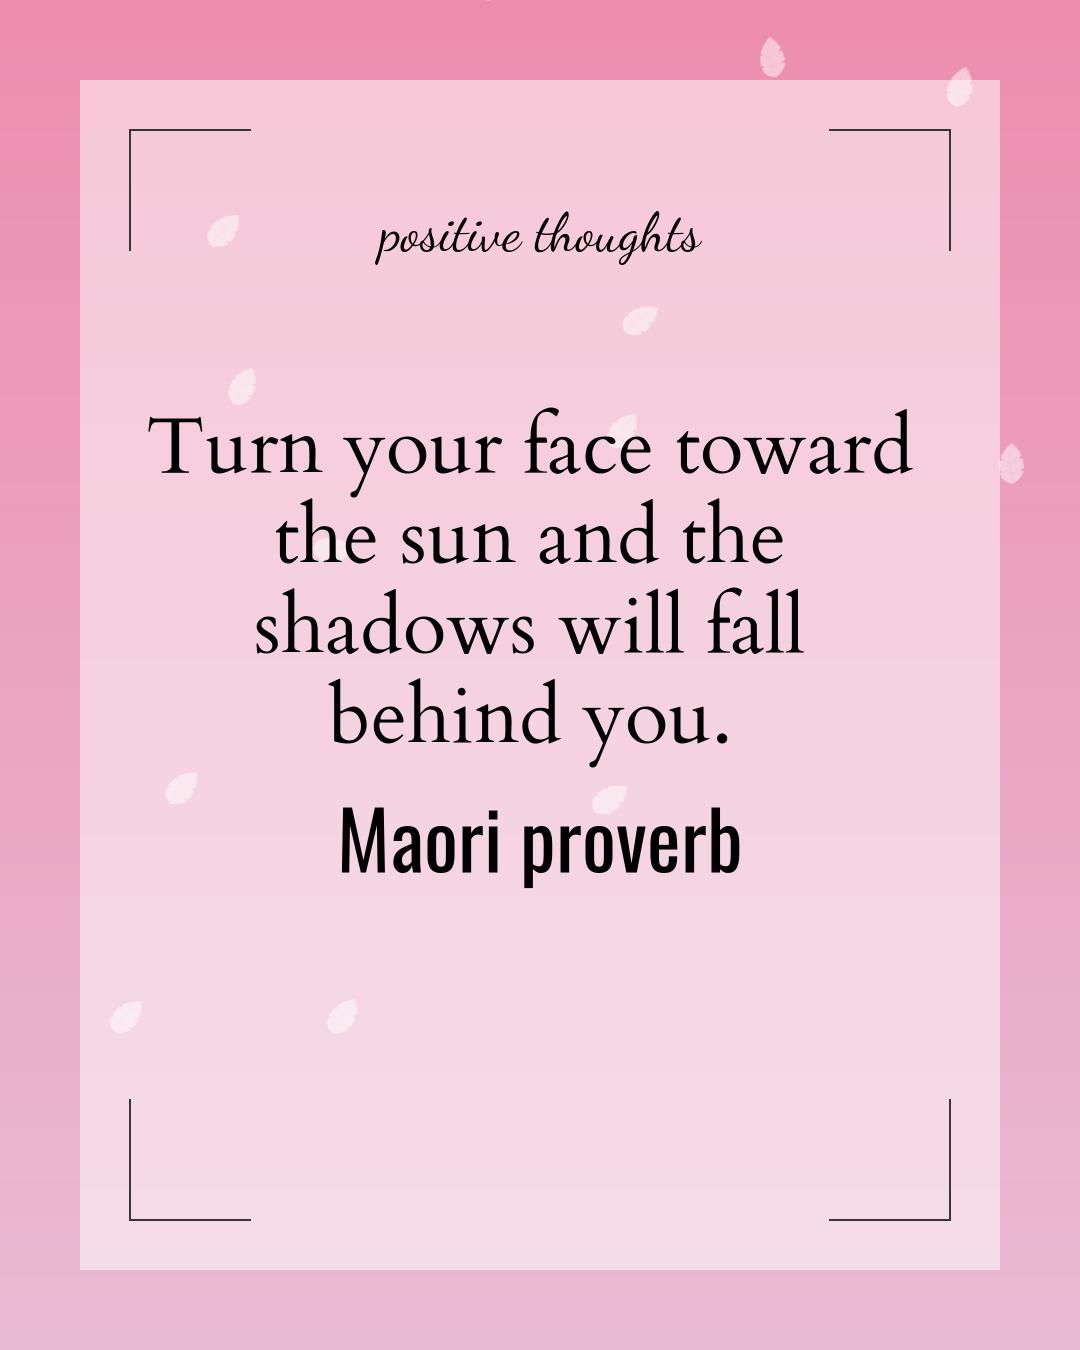 positive thoughts
Turn your face toward
the sun and the
shadows will fall
behind you.
Maori proverb